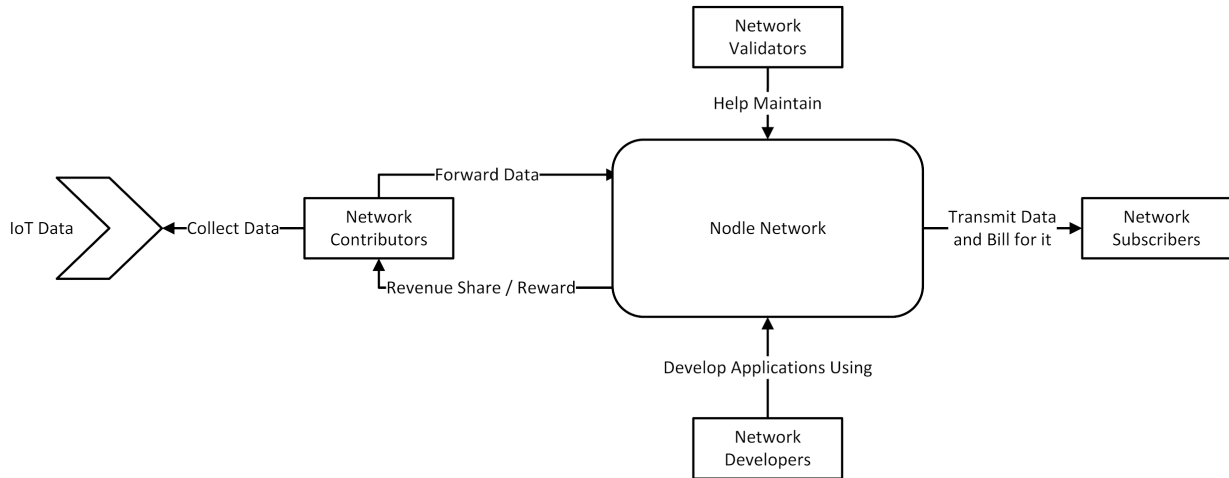 Network
Validators
Help Maintain
Forward Data
IoT Data
Collect Data
Network
Contributors
Nodle Network
Transmit Data
and Bill for it
Network
Subscribers
Revenue Share / Reward
Develop Applications Using
Network
Developers